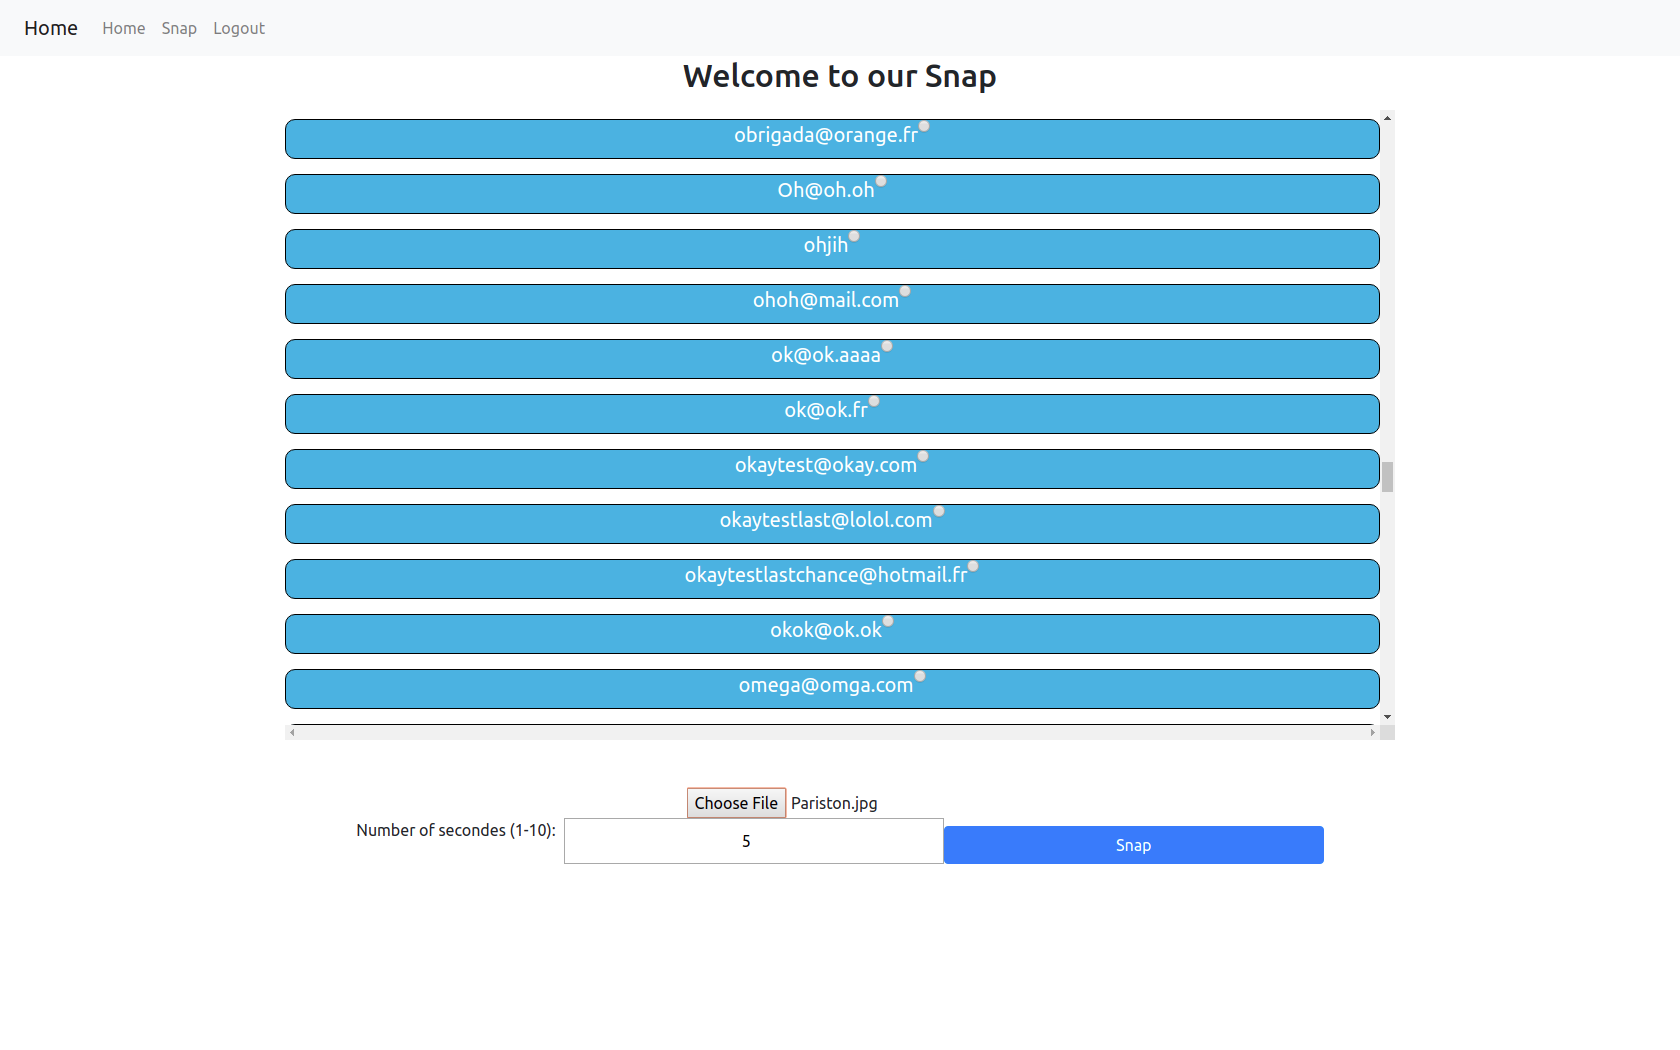 Home Home Snap Logout
Welcome to our Snap
obrigada@orange.fr
Oh@oh.oh
ohjih
ohoh@mail.com
ok@ok.aaaa
ok@ok.fr
okaytest@okay.com
okaytestlast@lolol.com
okaytestlastchance@hotmail.fr
okok@ok.ok
omega@omga.com
Choose File Pariston.jpg
Number of secondes (1-10): 5 Snap